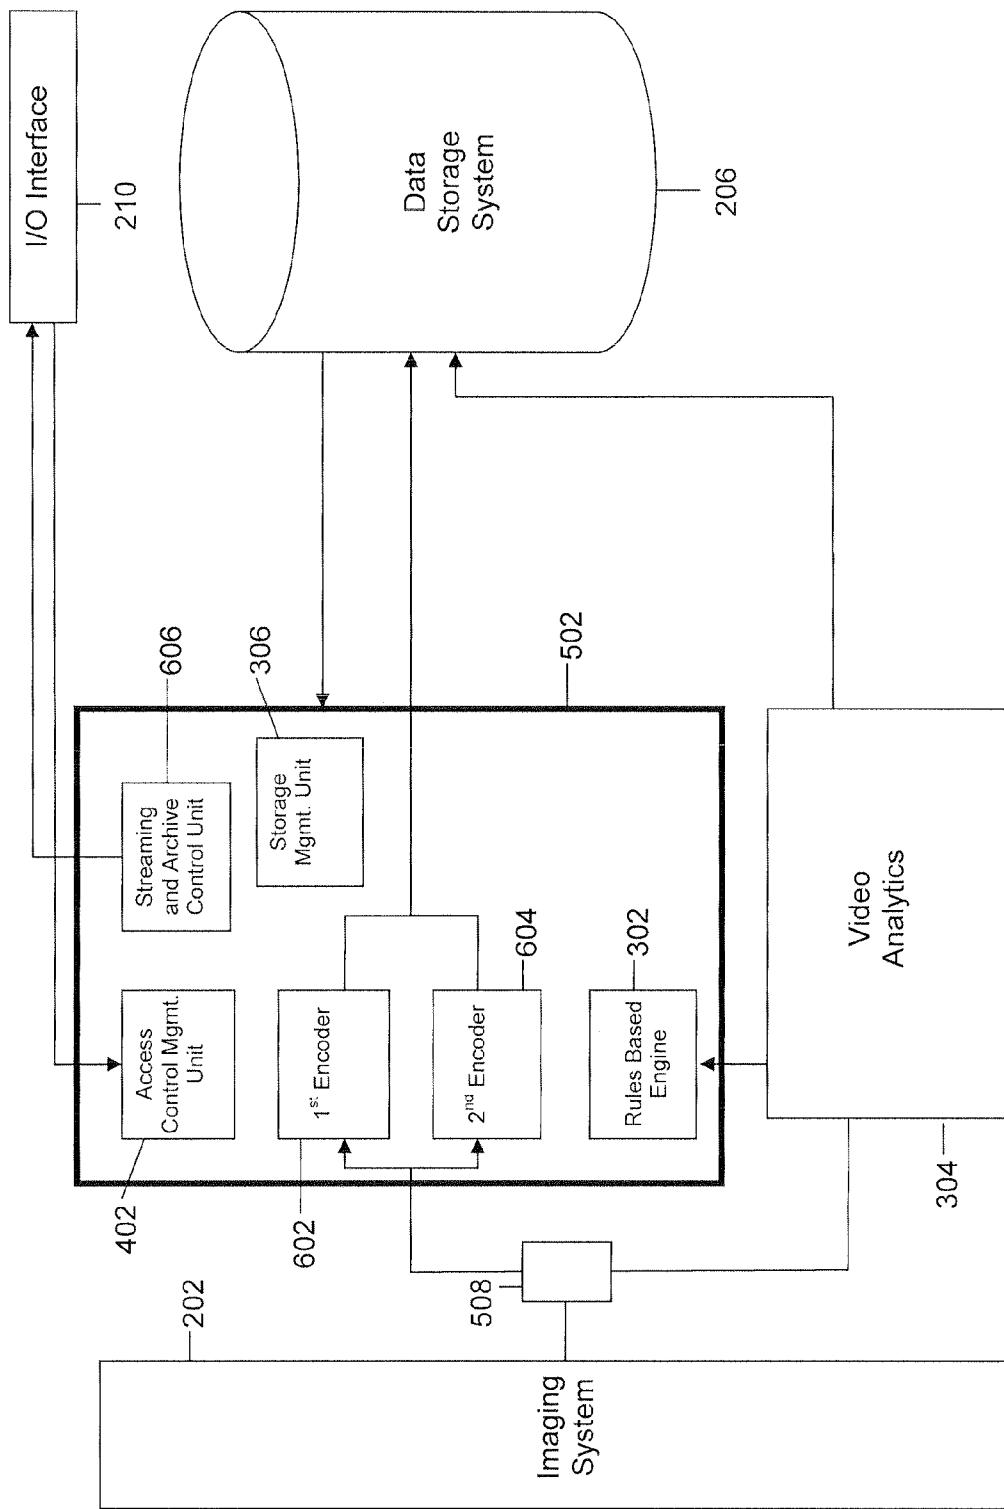 202
Imaging
System
508
402
Access
Control Mgmt.
Unit
602
1st Encoder
2nd Encoder
604
Rules Based
Engine
302
Streaming
and Archive
Control Unit
606
Storage
Mgmt. Unit
306
502
Video
Analytics
304
I/O Interface
210
Data
Storage
System
206